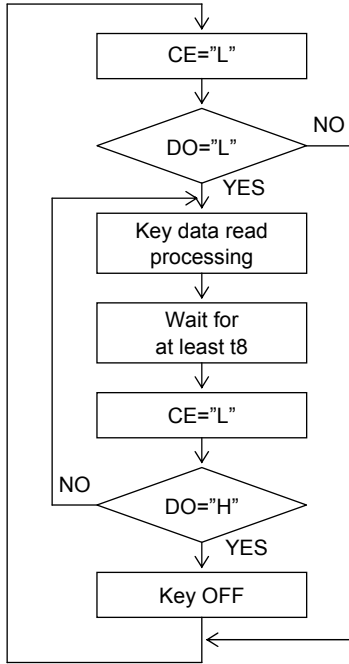 CE=”L”
DO=”L”
NO
YES
Key data read
processing
Wait for
at least t8
CE=”L”
NO
DO=”H”
YES
Key OFF